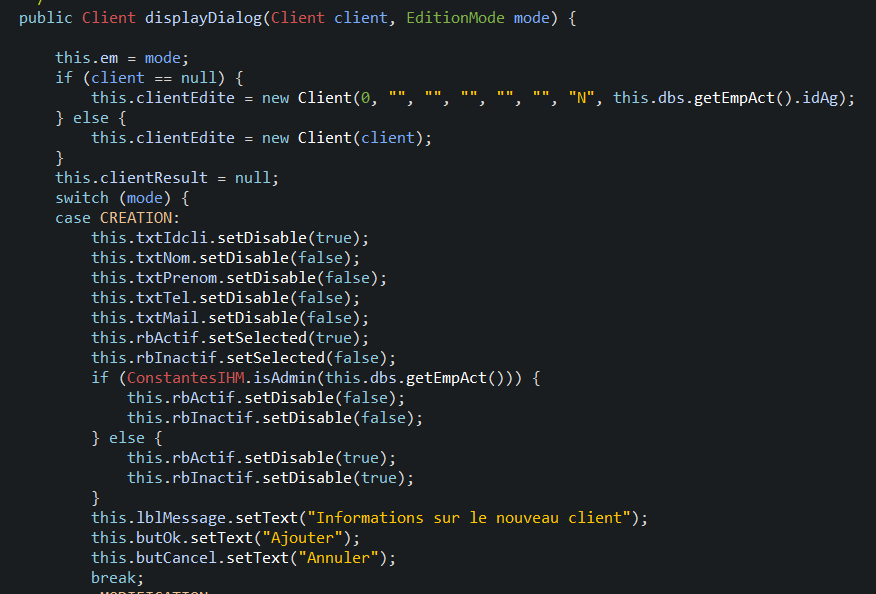 public Client displayDialog(Client client, EditionMode mode) {
this.em = mode;
if (client == null) {
this.clientEdite = new Client(0, "", "", "", "", "", "N", this.dbs.getEmpAct().idAg);
} else {
this.clientEdite = new Client(client);
}
this.clientResult = null;
switch (mode) {
case CREATION:
this.txtIdcli.setDisable(true);
this.txtNom.setDisable(false);
this.txtPrenom.setDisable(false);
this.txtTel.setDisable(false);
this.txtMail.setDisable(false);
this.rbActif.setSelected(true);
this.rbInactif.setSelected(false);
if (ConstantesIHM.isAdmin(this.dbs.getEmpAct())) {
this.rbActif.setDisable(false);
this.rbInactif.setDisable(false);
} else {
this.rbActif.setDisable(true);
this.rbInactif.setDisable(true);
}
this.lblMessage.setText("Informations sur le nouveau client");
this.butOk.setText("Ajouter");
this.butCancel.setText("Annuler");
break;